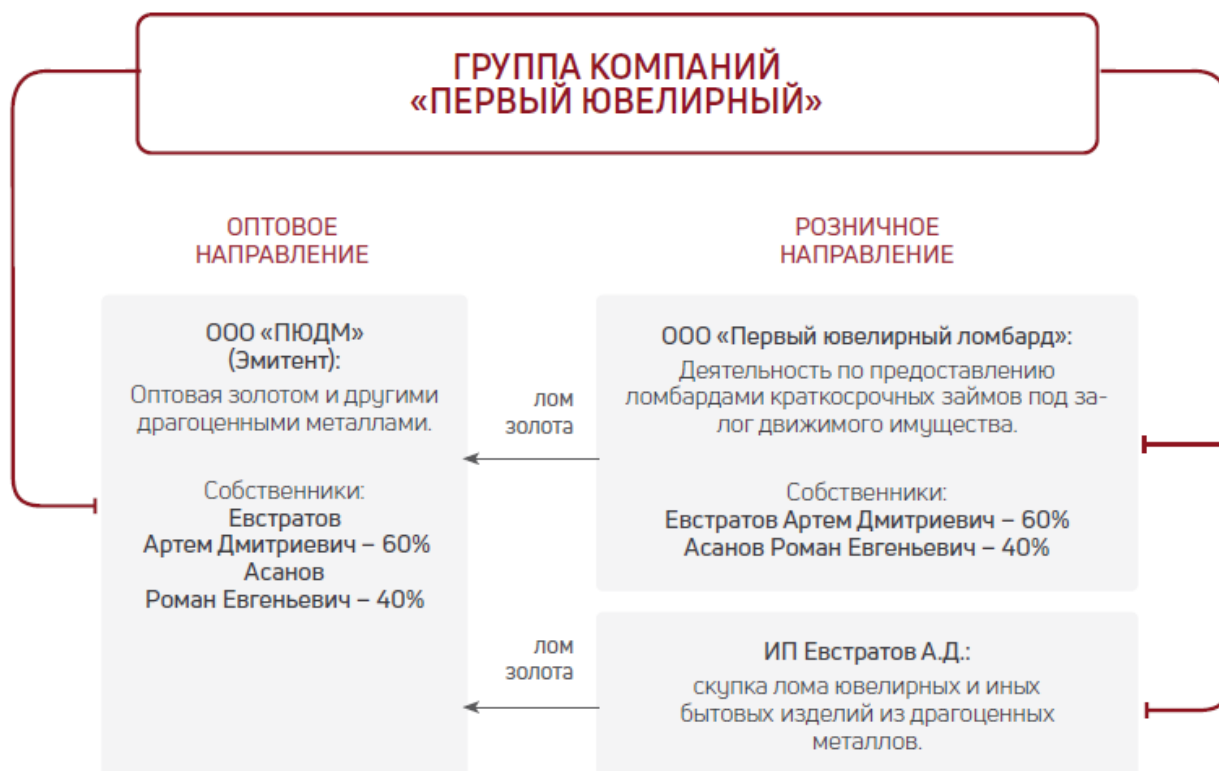 ГРУППА КОМПАНИЙ
«ПЕРВЫЙ ЮВЕЛИРНЫЙ»
ОПТОВОЕ
НАПРАВЛЕНИЕ
ООО «ПЮДМ»
(Эмитент):
Оптовая золотом и другими
драгоценными металлами.
Собственники:
Евстратов
Артем Дмитриевич – 60%
Асанов
Роман Евгеньевич – 40%
лом
золота
лом
золота
РОЗНИЧНОЕ
НАПРАВЛЕНИЕ
ООО «Первый ювелирный ломбард»:
Деятельность по предоставлению
ломбардами краткосрочных займов под за-
лог движимого имущества.
Собственники:
Евстратов Артем Дмитриевич – 60%
Асанов Роман Евгеньевич – 40%
ИП Евстратов А.Д.:
скупка лома ювелирных и иных
бытовых изделий из драгоценных
металлов.